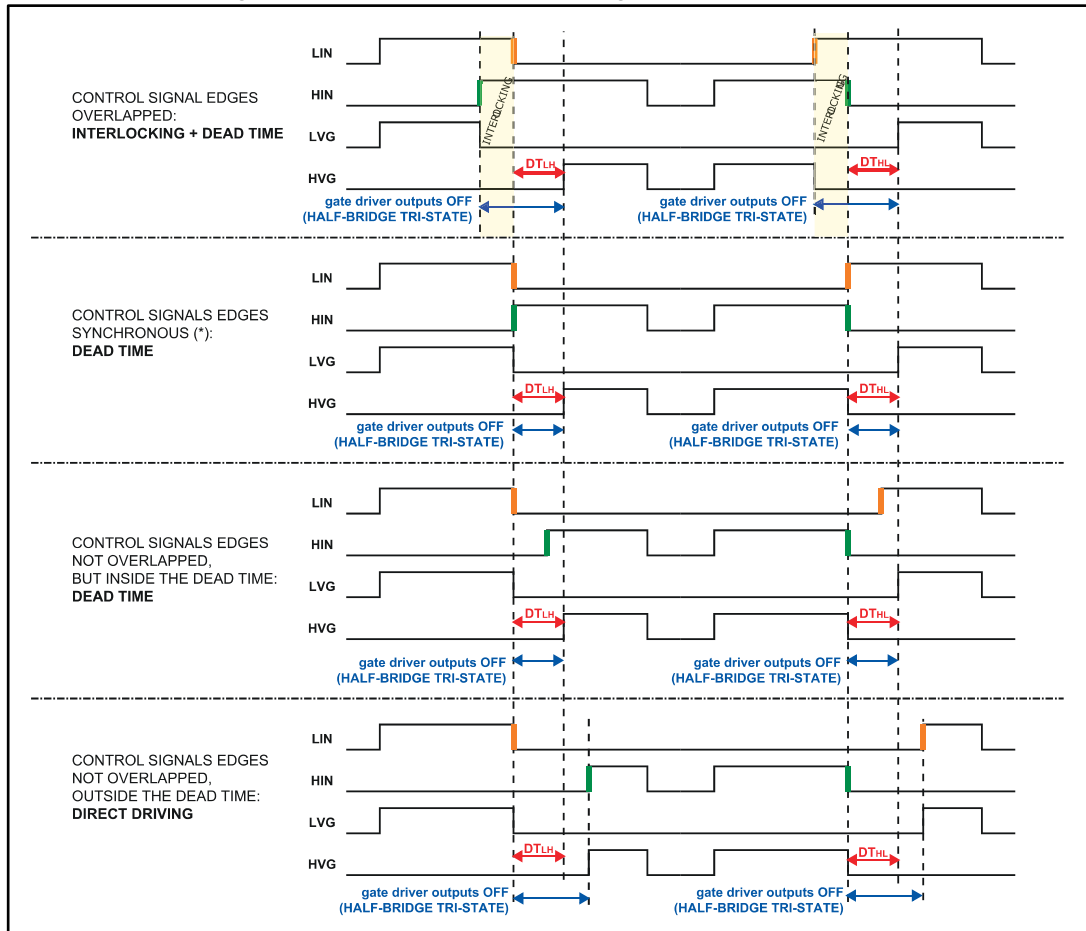 LIN
HIN
LVG
HVG
CONTROL SIGNAL EDGES
OVERLAPPED:
INTERLOCKING + DEAD TIME
INTERLOCKING
INTERLOCKING
DTLH
DTHL
gate driver outputs OFF
(HALF-BRIDGE TRI-STATE)
gate driver outputs OFF
(HALF-BRIDGE TRI-STATE)
LIN
HIN
LVG
HVG
CONTROL SIGNALS EDGES
SYNCHRONOUS (*):
DEAD TIME
DTLH
DTHL
gate driver outputs OFF
(HALF-BRIDGE TRI-STATE)
gate driver outputs OFF
(HALF-BRIDGE TRI-STATE)
LIN
HIN
LVG
HVG
CONTROL SIGNALS EDGES
NOT OVERLAPPED,
BUT INSIDE THE DEAD TIME:
DEAD TIME
DTLH
DTHL
gate driver outputs OFF
(HALF-BRIDGE TRI-STATE)
gate driver outputs OFF
(HALF-BRIDGE TRI-STATE)
LIN
HIN
LVG
HVG
CONTROL SIGNALS EDGES
NOT OVERLAPPED,
OUTSIDE THE DEAD TIME:
DIRECT DRIVING
DTLH
DTHL
gate driver outputs OFF
(HALF-BRIDGE TRI-STATE)
gate driver outputs OFF
(HALF-BRIDGE TRI-STATE)